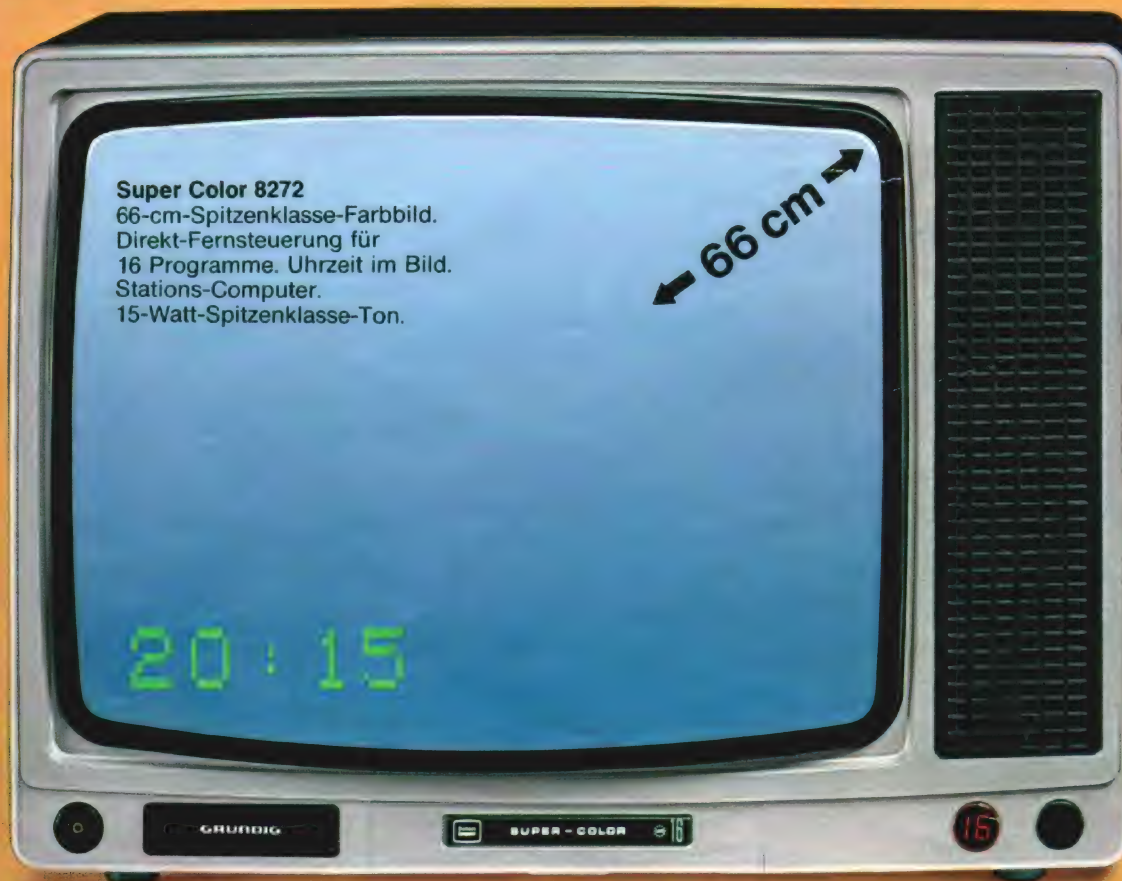 Super Color 8272
66-cm-Spitzenklasse-Farbbild.
Direkt-Fernsteuerung für
16 Programme. Uhrzeit im Bild.
Stations-Computer.
15-Watt-Spitzenklasse-Ton.
66 cm
20:15
GRUNDIG
SUPER-COLOR 16
16